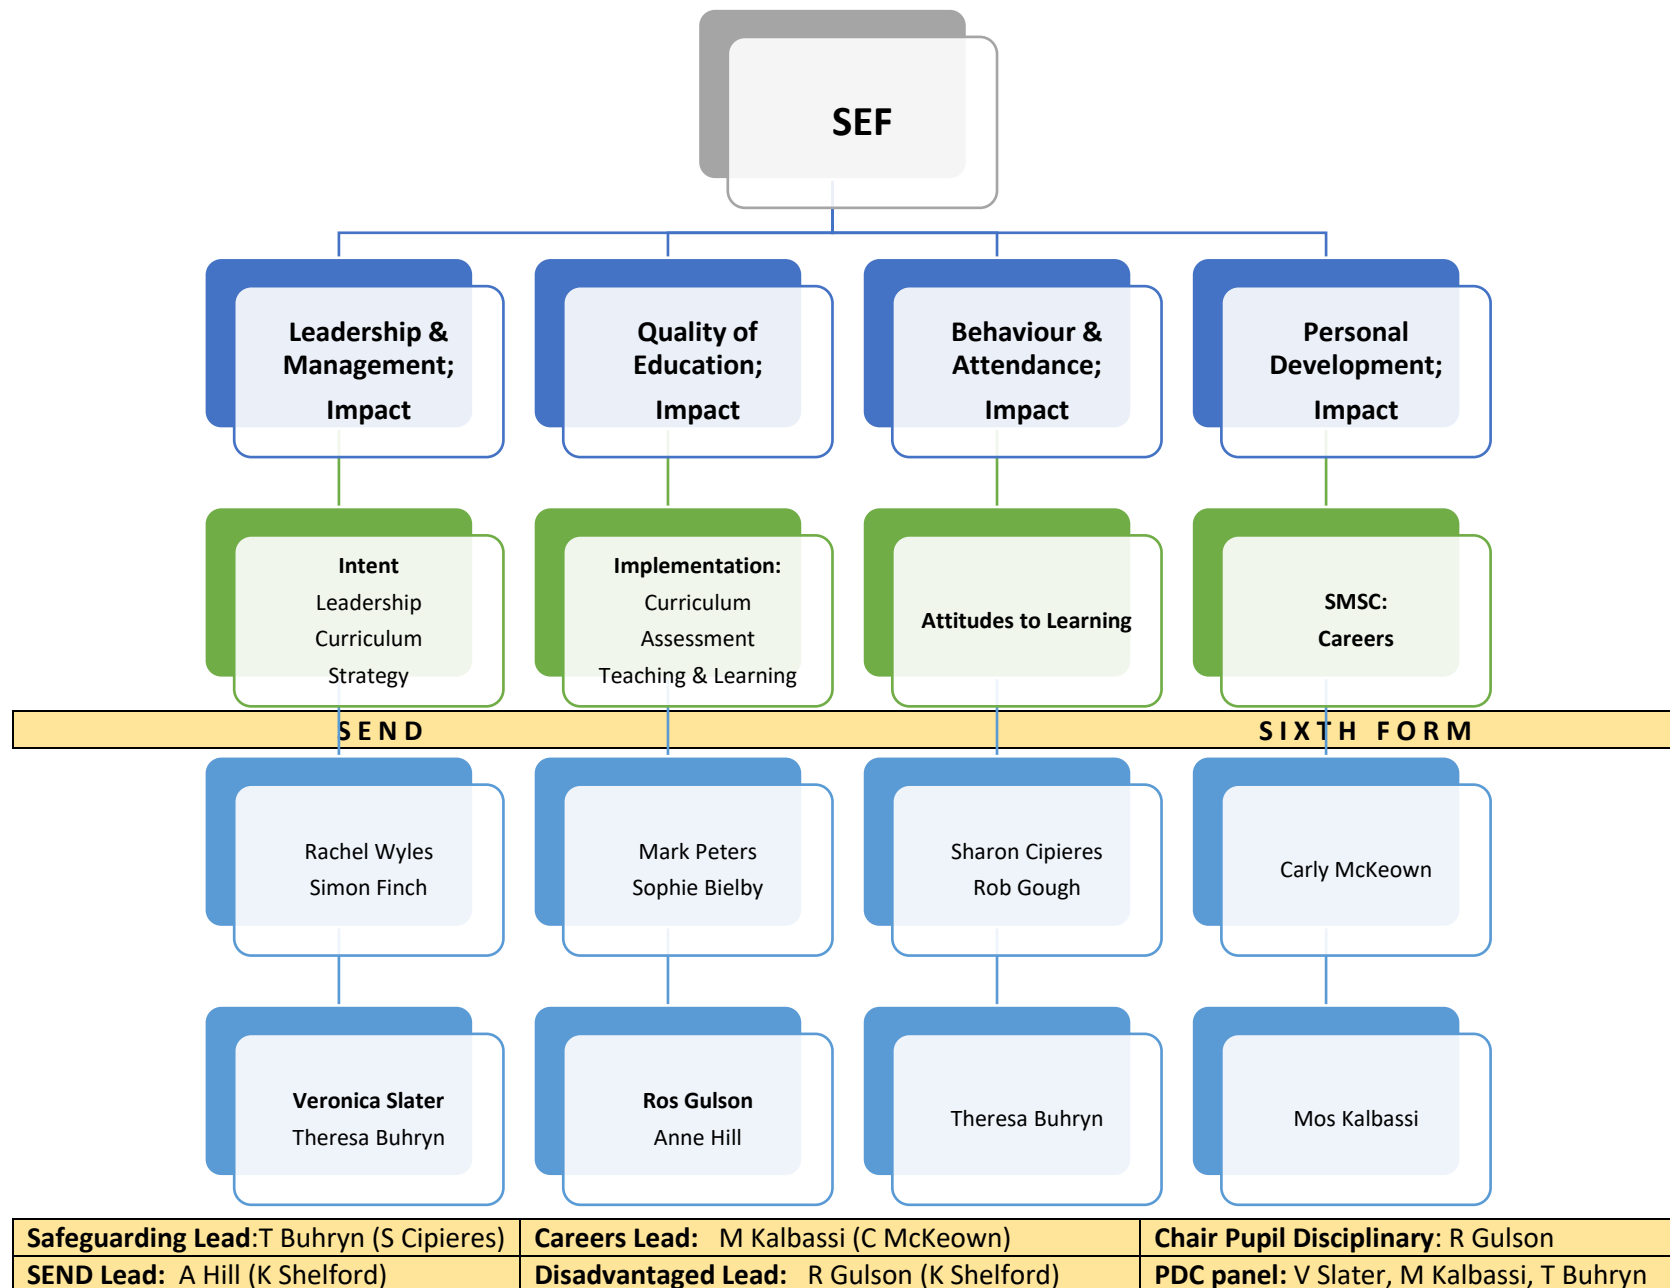 SEF
Leadership &
Management;
Impact
Quality of
Education;
Impact
Behaviour &
Attendance;
Impact
Personal
Development;
Impact
Intent
Leadership
Curriculum
Strategy
Implementation:
Curriculum
Assessment
Teaching & Learning
Attitudes to Learning
SMSC:
Careers
SEND
SIXTH FORM
Rachel Wyles
Simon Finch
Mark Peters
Sophie Bielby
Sharon Cipieres
Rob Gough
Carly McKeown
Veronica Slater
Theresa Buhryn
Ros Gulson
Anne Hill
Theresa Buhryn
Mos Kalbassi
Safeguarding Lead:T Buhryn (S Cipieres)
Careers Lead: M Kalbassi (C McKeown)
Chair Pupil Disciplinary: R Gulson
SEND Lead: A Hill (K Shelford)
Disadvantaged Lead: R Gulson (K Shelford)
PDC panel: V Slater, M Kalbassi, T Buhryn